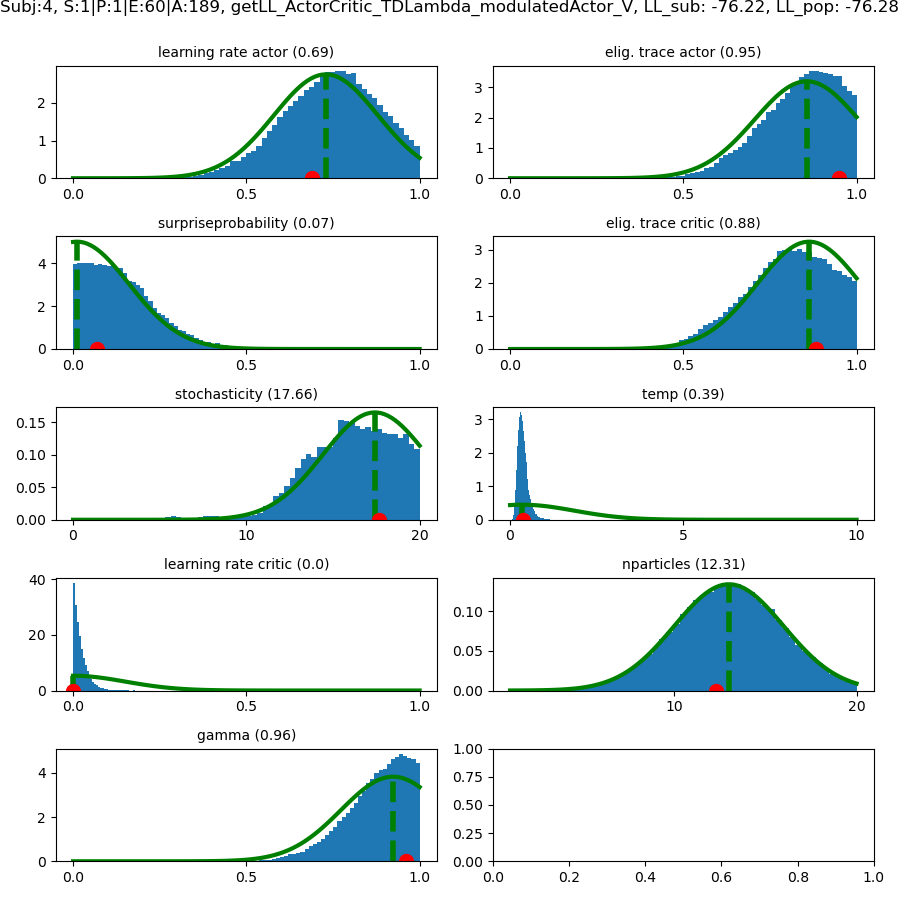 Subj:4, S:1|P:1|E:60|A:189, getLL_ActorCritic_TDLambda_modulatedActor_V, LL_sub: -76.22, LL_pop: -76.28
learning rate actor (0.69)
elig. trace actor (0.95)
2
1
0
0.0 0.5 1.0
3
2
1
0
0.0 0.5 1.0
surpriseprobability (0.07)
elig. trace critic (0.88)
4
2
0
0.0 0.5 1.0
3
2
1
0
0.0 0.5 1.0
stochasticity (17.66)
temp (0.39)
0.15
0.10
0.05
0.00
0 10 20
3
2
1
0
0 5 10
learning rate critic (0.0)
nparticles (12.31)
40
20
0
0.0 0.5 1.0
0.10
0.05
0.00
10 20
gamma (0.96)
4
2
0
0.0 0.5 1.0
1.00
0.75
0.50
0.25
0.00
0.0 0.2 0.4 0.6 0.8 1.0